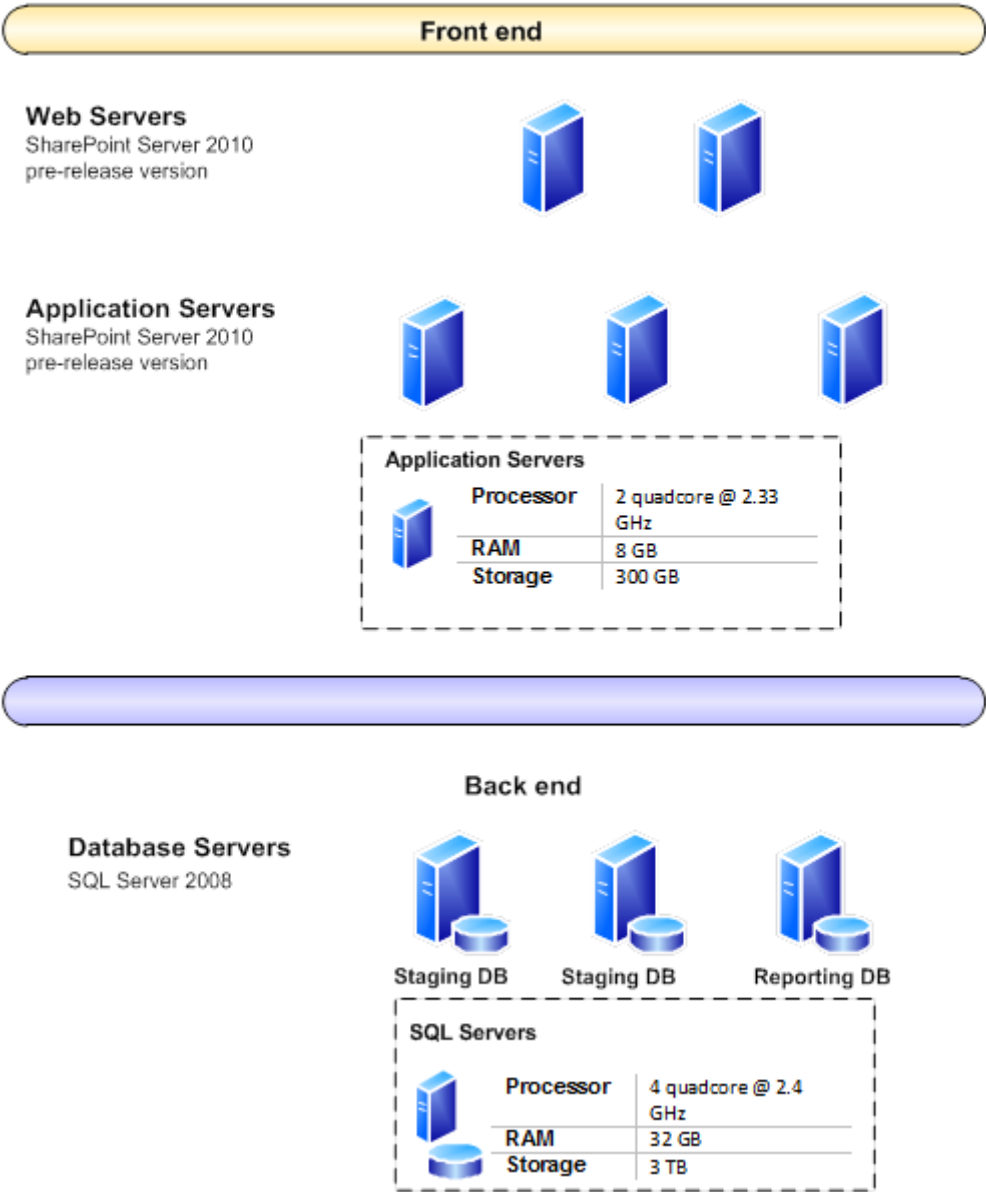 Front end
Web Servers
SharePoint Server 2010
pre-release version
Application Servers
SharePoint Server 2010
pre-release version
Application Servers
Processor 2 quadcore @ 2.33
GHz
RAM 8 GB
Storage 300 GB
Back end
Database Servers
SQL Server 2008
Staging DB Staging DB Reporting DB
SQL Servers
Processor 4 quadcore @ 2.4
GHz
RAM 32 GB
Storage 3 TB